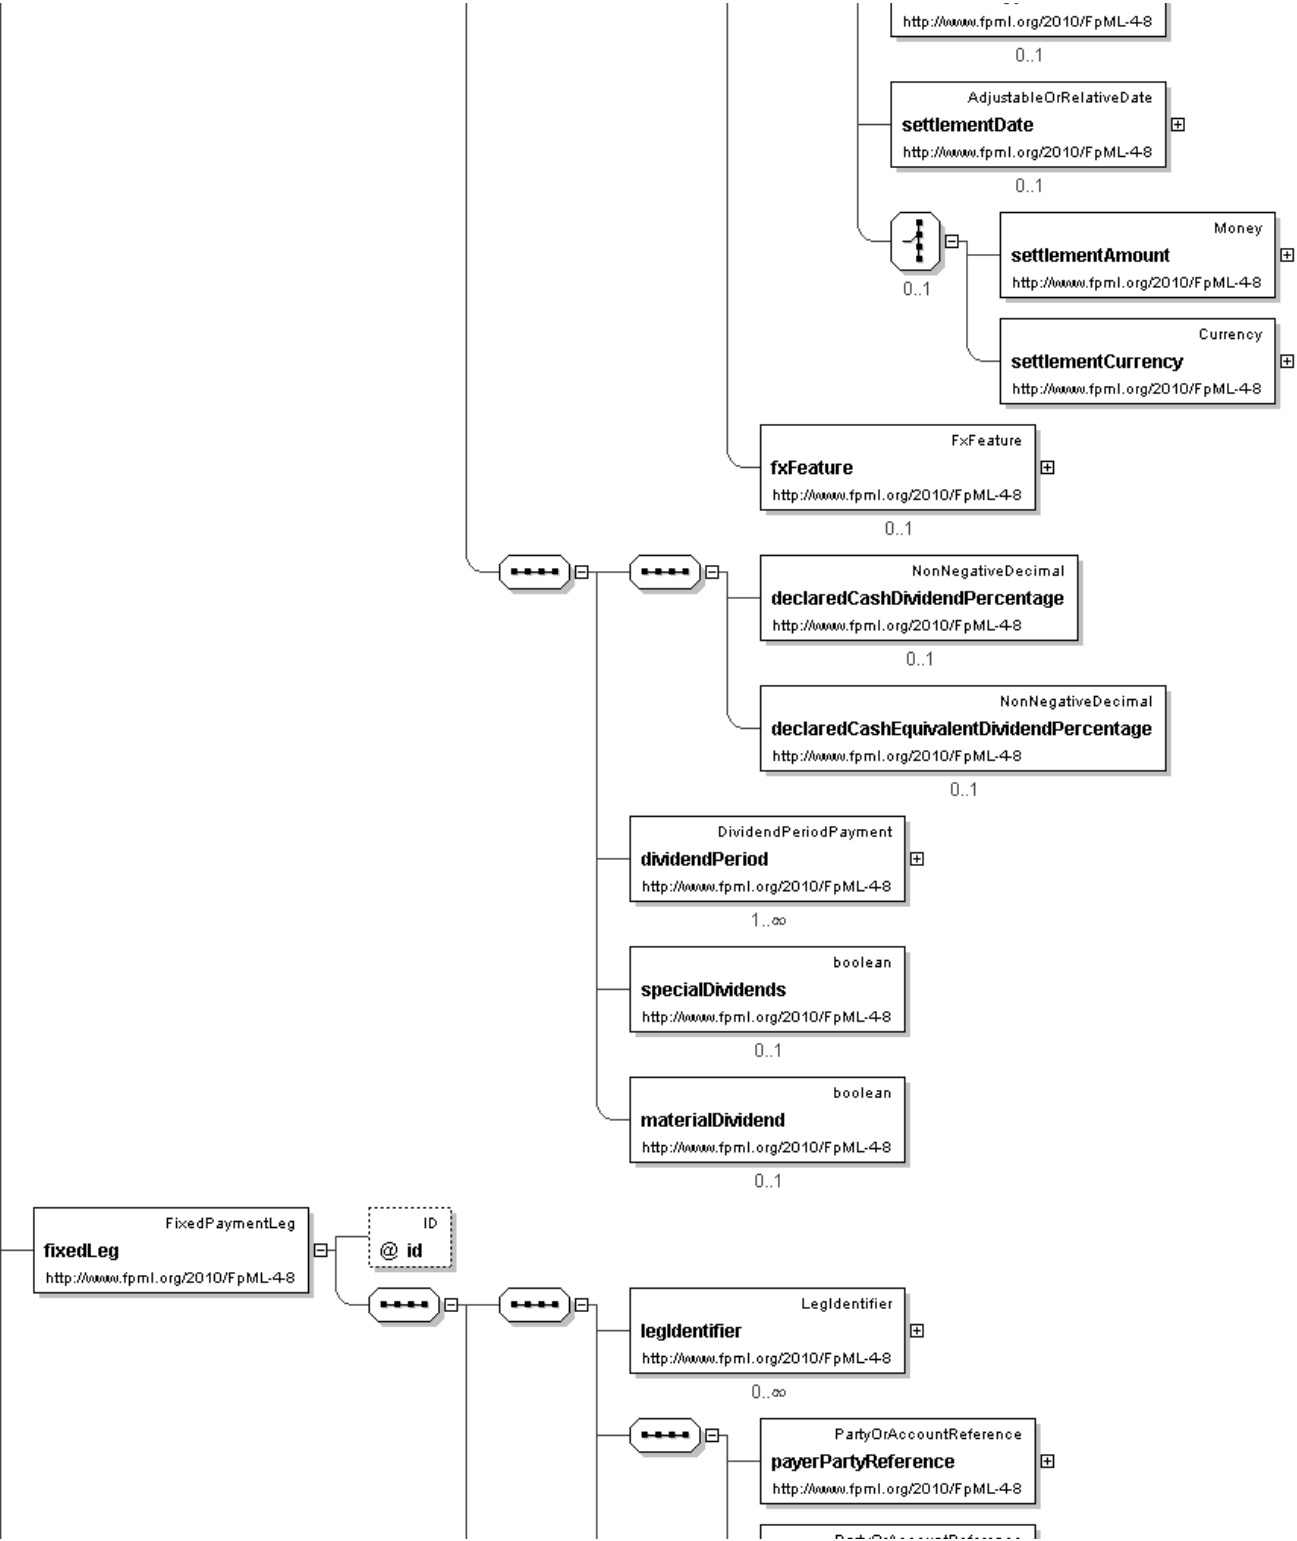 http://www.fpml.org/2010/FpML-4-8
0..1
AdjustableOrRelativeDate
settlementDate
http://www.fpml.org/2010/FpML-4-8
0..1
Money
settlementAmount
http://www.fpml.org/2010/FpML-4-8
0..1
Currency
settlementCurrency
http://www.fpml.org/2010/FpML-4-8
FxFeature
fxFeature
http://www.fpml.org/2010/FpML-4-8
0..1
NonNegativeDecimal
declaredCashDividendPercentage
http://www.fpml.org/2010/FpML-4-8
0..1
NonNegativeDecimal
declaredCashEquivalentDividendPercentage
http://www.fpml.org/2010/FpML-4-8
0..1
DividendPeriodPayment
dividendPeriod
http://www.fpml.org/2010/FpML-4-8
1..∞
boolean
specialDividends
http://www.fpml.org/2010/FpML-4-8
0..1
boolean
materialDividend
http://www.fpml.org/2010/FpML-4-8
0..1
FixedPaymentLeg
fixedLeg
http://www.fpml.org/2010/FpML-4-8
ID
@ id
LegIdentifier
legIdentifier
http://www.fpml.org/2010/FpML-4-8
0..∞
PartyOrAccountReference
payerPartyReference
http://www.fpml.org/2010/FpML-4-8